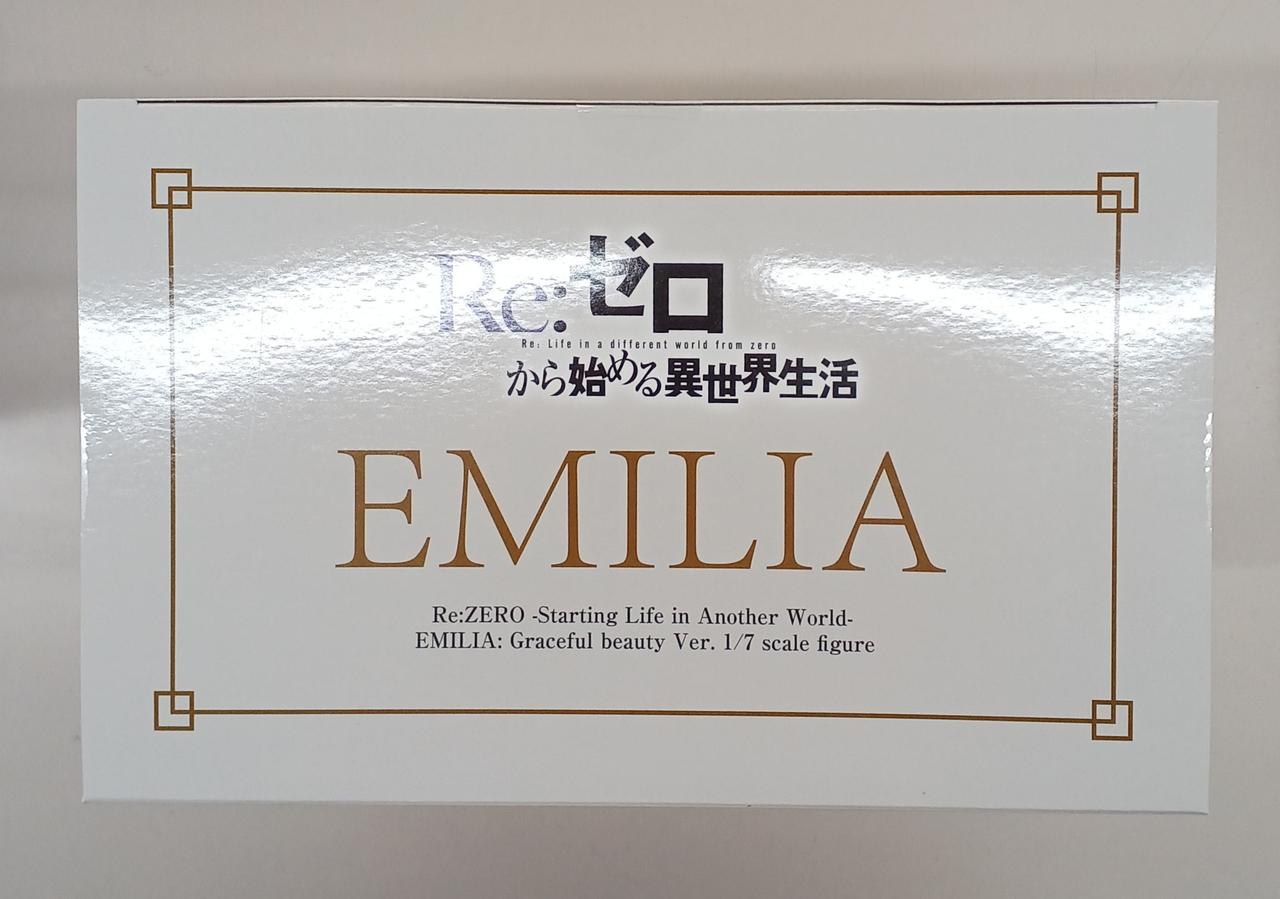 Re:ゼロ
Re: Life in a different world from zero
から始める異世界生活
EMILIA
Re:ZERO -Starting Life in Another World-
EMILIA: Graceful beauty Ver. 1/7 scale figure